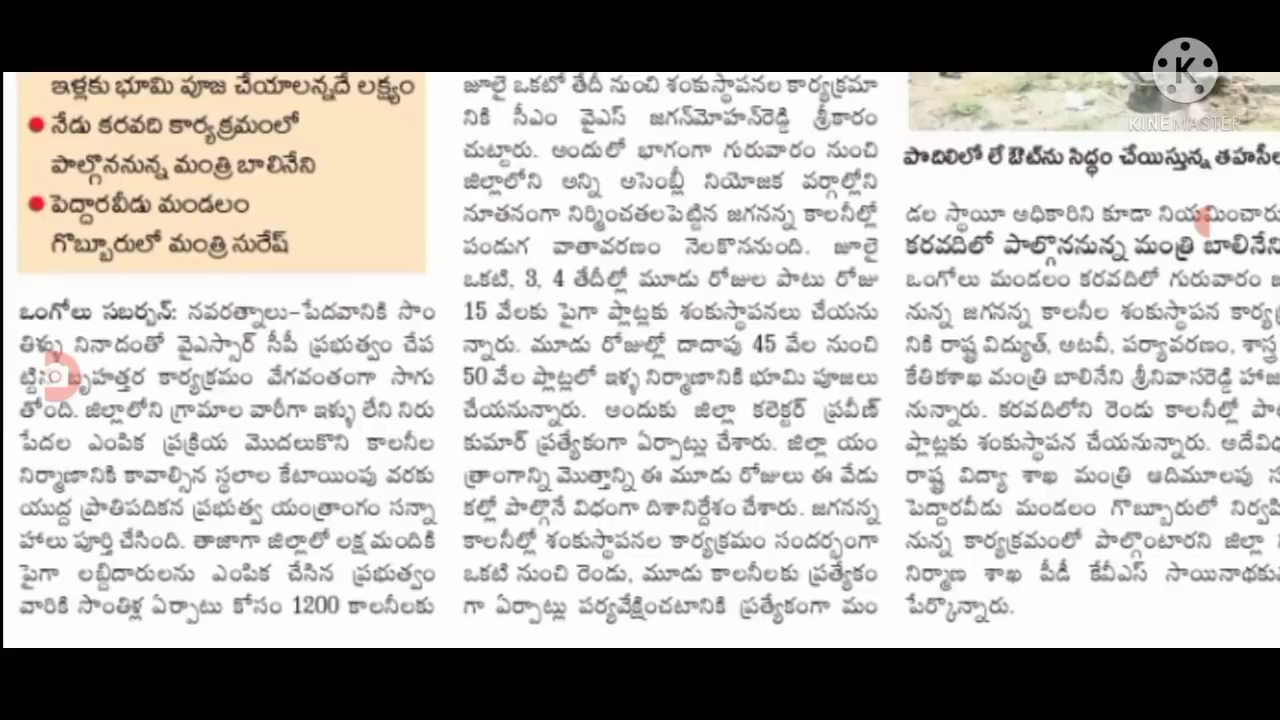 ఇళ్లకు భూమి పూజ చేయాలన్నదే లక్ష్యం
నేడు కరవది కార్యక్రమంలో
పాల్గొననున్న మంత్రి బాలినేని
పెద్దారవీడు మండలం
గొబ్బూరులో మంత్రి సురేష్
ఒంగోలు సబర్బన్: నవరత్నాలు–పేదవానికి సొం
తిళ్ళు నినాదంతో వైఎస్సార్ సీపీ ప్రభుత్వం చేప
ట్టిన బృహత్తర కార్యక్రమం వేగవంతంగా సాగు
తోంది. జిల్లాలోని గ్రామాల వారీగా ఇళ్ళు లేని నిరు
పేదల ఎంపిక ప్రక్రియ మొదలుకొని కాలనీల
నిర్మాణానికి కావాల్సిన స్థలాల కేటాయింపు వరకు
యుద్ధ ప్రాతిపదికన ప్రభుత్వ యంత్రాంగం సన్నా
హాలు పూర్తి చేసింది. తాజాగా జిల్లాలో లక్ష మందికి
పైగా లబ్ధిదారులను ఎంపిక చేసిన ప్రభుత్వం
వారికి సొంతిళ్ల ఏర్పాటు కోసం 1200 కాలనీలకు
జూలై ఒకటో తేదీ నుంచి శంకుస్థాపనల కార్యక్రమా
నికి సీఎం వైఎస్ జగన్‌మోహన్‌రెడ్డి శ్రీకారం
చుట్టారు. అందులో భాగంగా గురువారం నుంచి
జిల్లాలోని అన్ని అసెంబ్లీ నియోజక వర్గాల్లోని
నూతనంగా నిర్మించతలపెట్టిన జగనన్న కాలనీల్లో
పండుగ వాతావరణం నెలకొననుంది. జూలై
ఒకటి, 3, 4 తేదీల్లో మూడు రోజుల పాటు రోజు
15 వేలకు పైగా ప్లాట్లకు శంకుస్థాపనలు చేయను
న్నారు. మూడు రోజుల్లో దాదాపు 45 వేల నుంచి
50 వేల ప్లాట్లలో ఇళ్ళ నిర్మాణానికి భూమి పూజలు
చేయనున్నారు. అందుకు జిల్లా కలెక్టర్ ప్రవీణ్
కుమార్ ప్రత్యేకంగా ఏర్పాట్లు చేశారు. జిల్లా యం
త్రాంగాన్ని మొత్తాన్ని ఈ మూడు రోజులు ఈ వేడు
కల్లో పాల్గొనే విధంగా దిశానిర్దేశం చేశారు. జగనన్న
కాలనీల్లో శంకుస్థాపనల కార్యక్రమం సందర్భంగా
ఒకటి నుంచి రెండు, మూడు కాలనీలకు ప్రత్యేకం
గా ఏర్పాట్లు పర్యవేక్షించటానికి ప్రత్యేకంగా మం
KINEMASTER
పొదిలిలో లే ఔట్‌ను సిద్ధం చేయిస్తున్న
డల స్థాయీ అధికారిని కూడా నియమించారు
కరవదిలో పాల్గొననున్న మంత్రి బాలినేని
ఒంగోలు మండలం కరవదిలో గురువారం
నున్న జగనన్న కాలనీల శంకుస్థాపన
నికి రాష్ట్ర విద్యుత్, అటవీ, పర్యావరణం,
కేతికశాఖ మంత్రి బాలినేని శ్రీనివాసరెడ్డి
నున్నారు. కరవదిలోని రెండు కాలనీల్లో
ప్లాట్లకు శంకుస్థాపన చేయనున్నారు.
రాష్ట్ర విద్యా శాఖ మంత్రి ఆదిమూలపు
పెద్దారవీడు మండలం గొబ్బూరులో
నున్న కార్యక్రమంలో పాల్గొంటారని జిల్లా
నిర్మాణ శాఖ పీడీ కేవీఎస్
పేర్కొన్నారు.